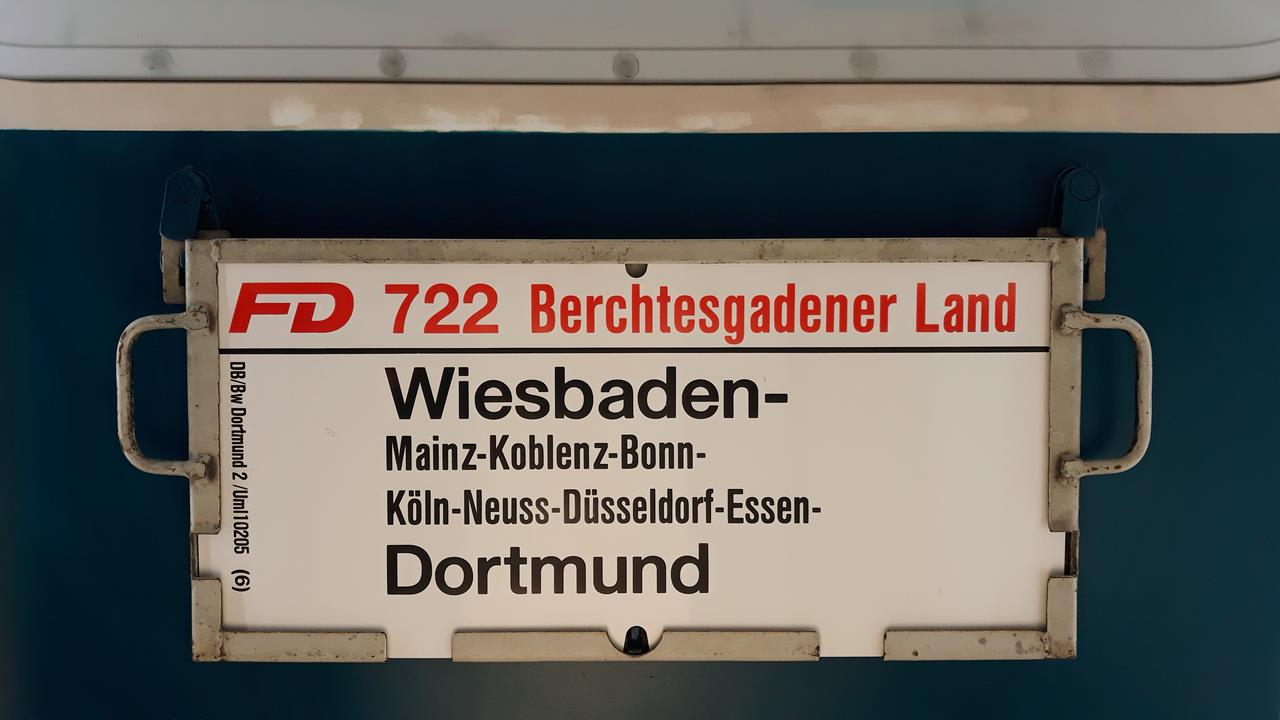 FD 722 Berchtesgadener Land
DB/Bw Dortmund 2 /Uml10205 (6)
Wiesbaden-
Mainz-Koblenz-Bonn-
Köln-Neuss-Düsseldorf-Essen-
Dortmund